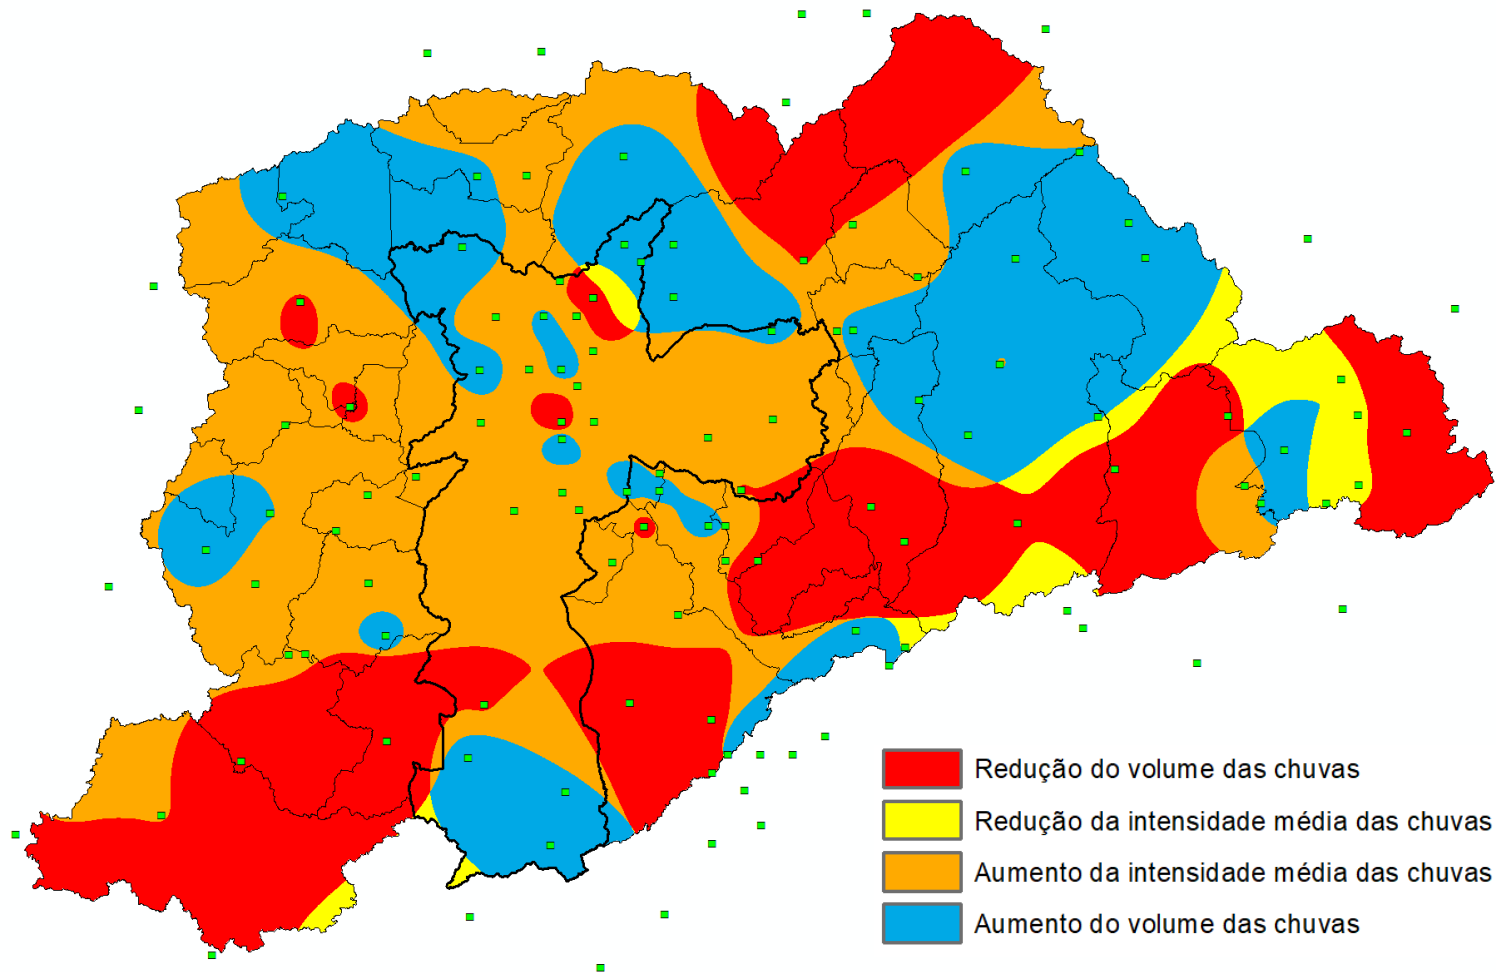 Redução do volume das chuvas
Redução da intensidade média das chuvas
Aumento da intensidade média das chuvas
Aumento do volume das chuvas